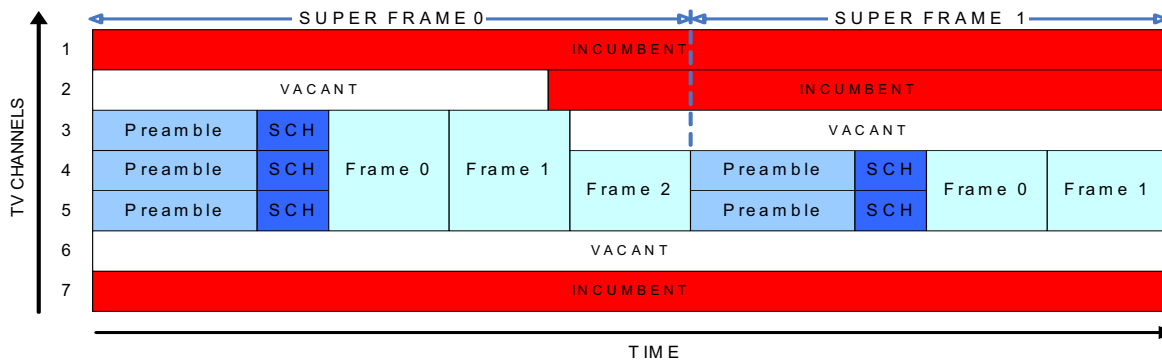 SUPER FRAME 0 SUPER FRAME 1
1 INCUMBENT
2 VACANT INCUMBENT
3 Preamble SCH Frame 0 Frame 1 VACANT
4 Preamble SCH Frame 2 Preamble SCH Frame 0 Frame 1
5 Preamble SCH Preamble SCH
6 VACANT
7 INCUMBENT
TV CHANNELS
TIME